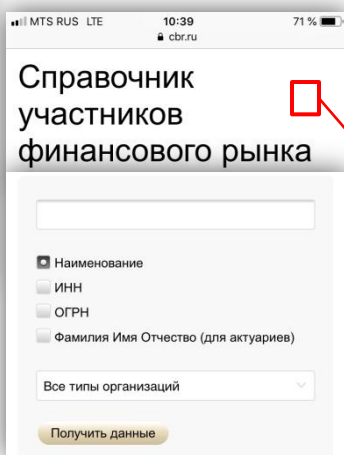 MTS RUS LTE 10:39 71 %
cbr.ru
Справочник
участников
финансового рынка
Наименование
ИНН
ОГРН
Фамилия Имя Отчество (для актуариев)
Все типы организаций
Получить данные